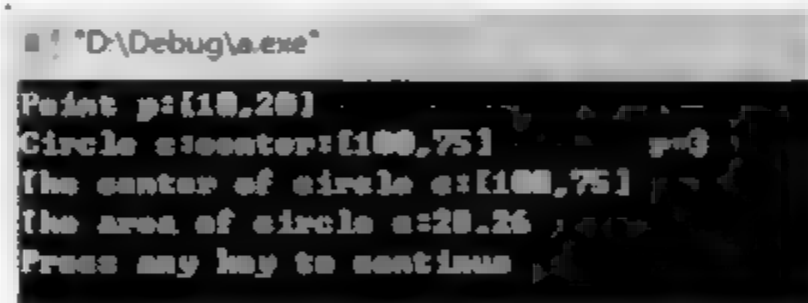 "D:\Debug\a.exe"
Point p:[10,20]
Circle c:center:[100,75] r=3
The center of circle c:[100,75]
The area of circle c:28.26
Press any key to continue